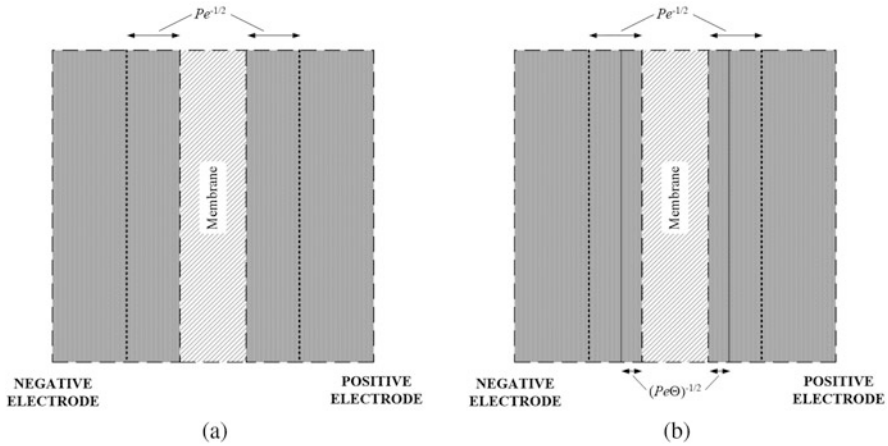 Pe⁻¹/²
Membrane
NEGATIVE
ELECTRODE
POSITIVE
ELECTRODE
(a)
Pe⁻¹/²
Membrane
NEGATIVE
ELECTRODE
(PeΘ)⁻¹/²
POSITIVE
ELECTRODE
(b)